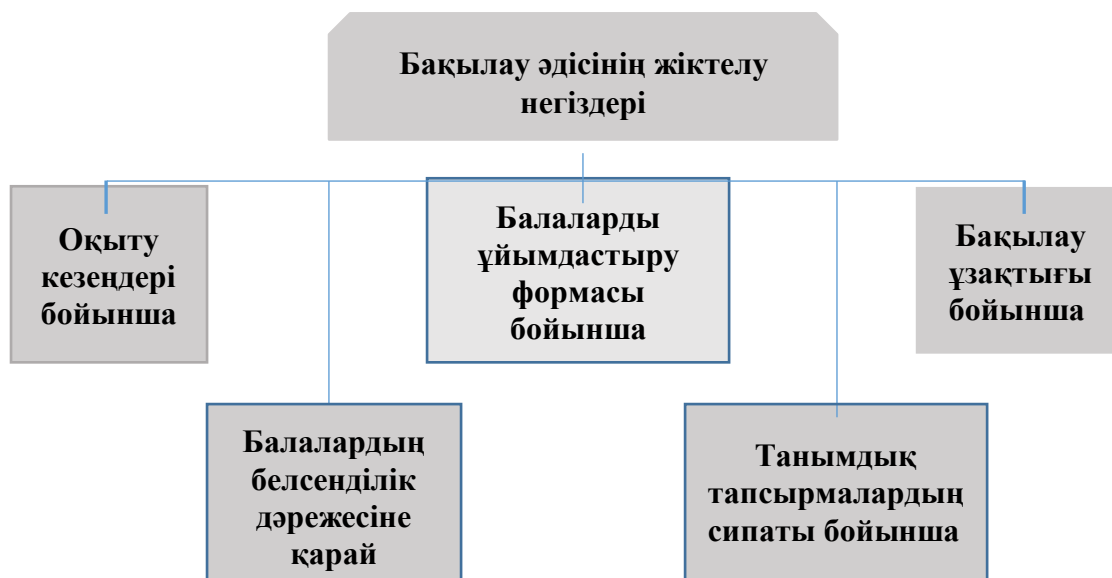 Бақылау әдісінің жіктелу
негіздері
Оқыту
кезеңдері
бойынша
Балаларды
ұйымдастыру
формасы
бойынша
Бақылау
ұзақтығы
бойынша
Балалардың
белсенділік
дәрежесіне
қарай
Танымдық
тапсырмалардың
сипаты бойынша